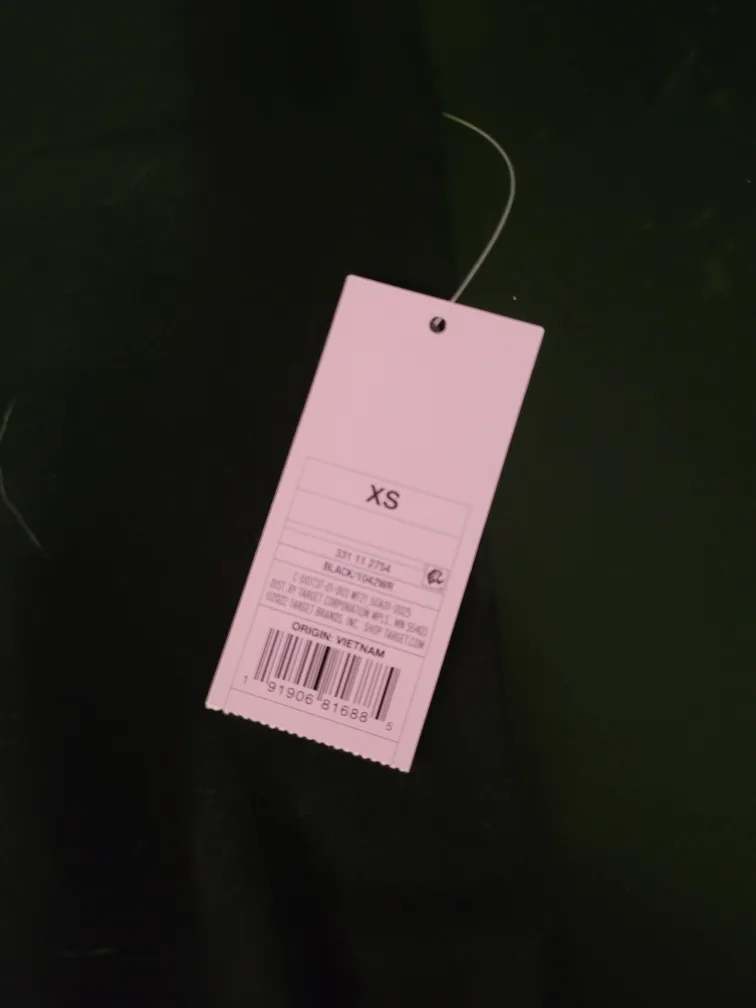 XS
331 11 2754
BLACK/1042WR
DIST. BY TARGET CORPORATION MPLS., MN 55403
©2022 TARGET BRANDS, INC. SHOP TARGET.COM
ORIGIN: VIETNAM
1 91906 81688 5